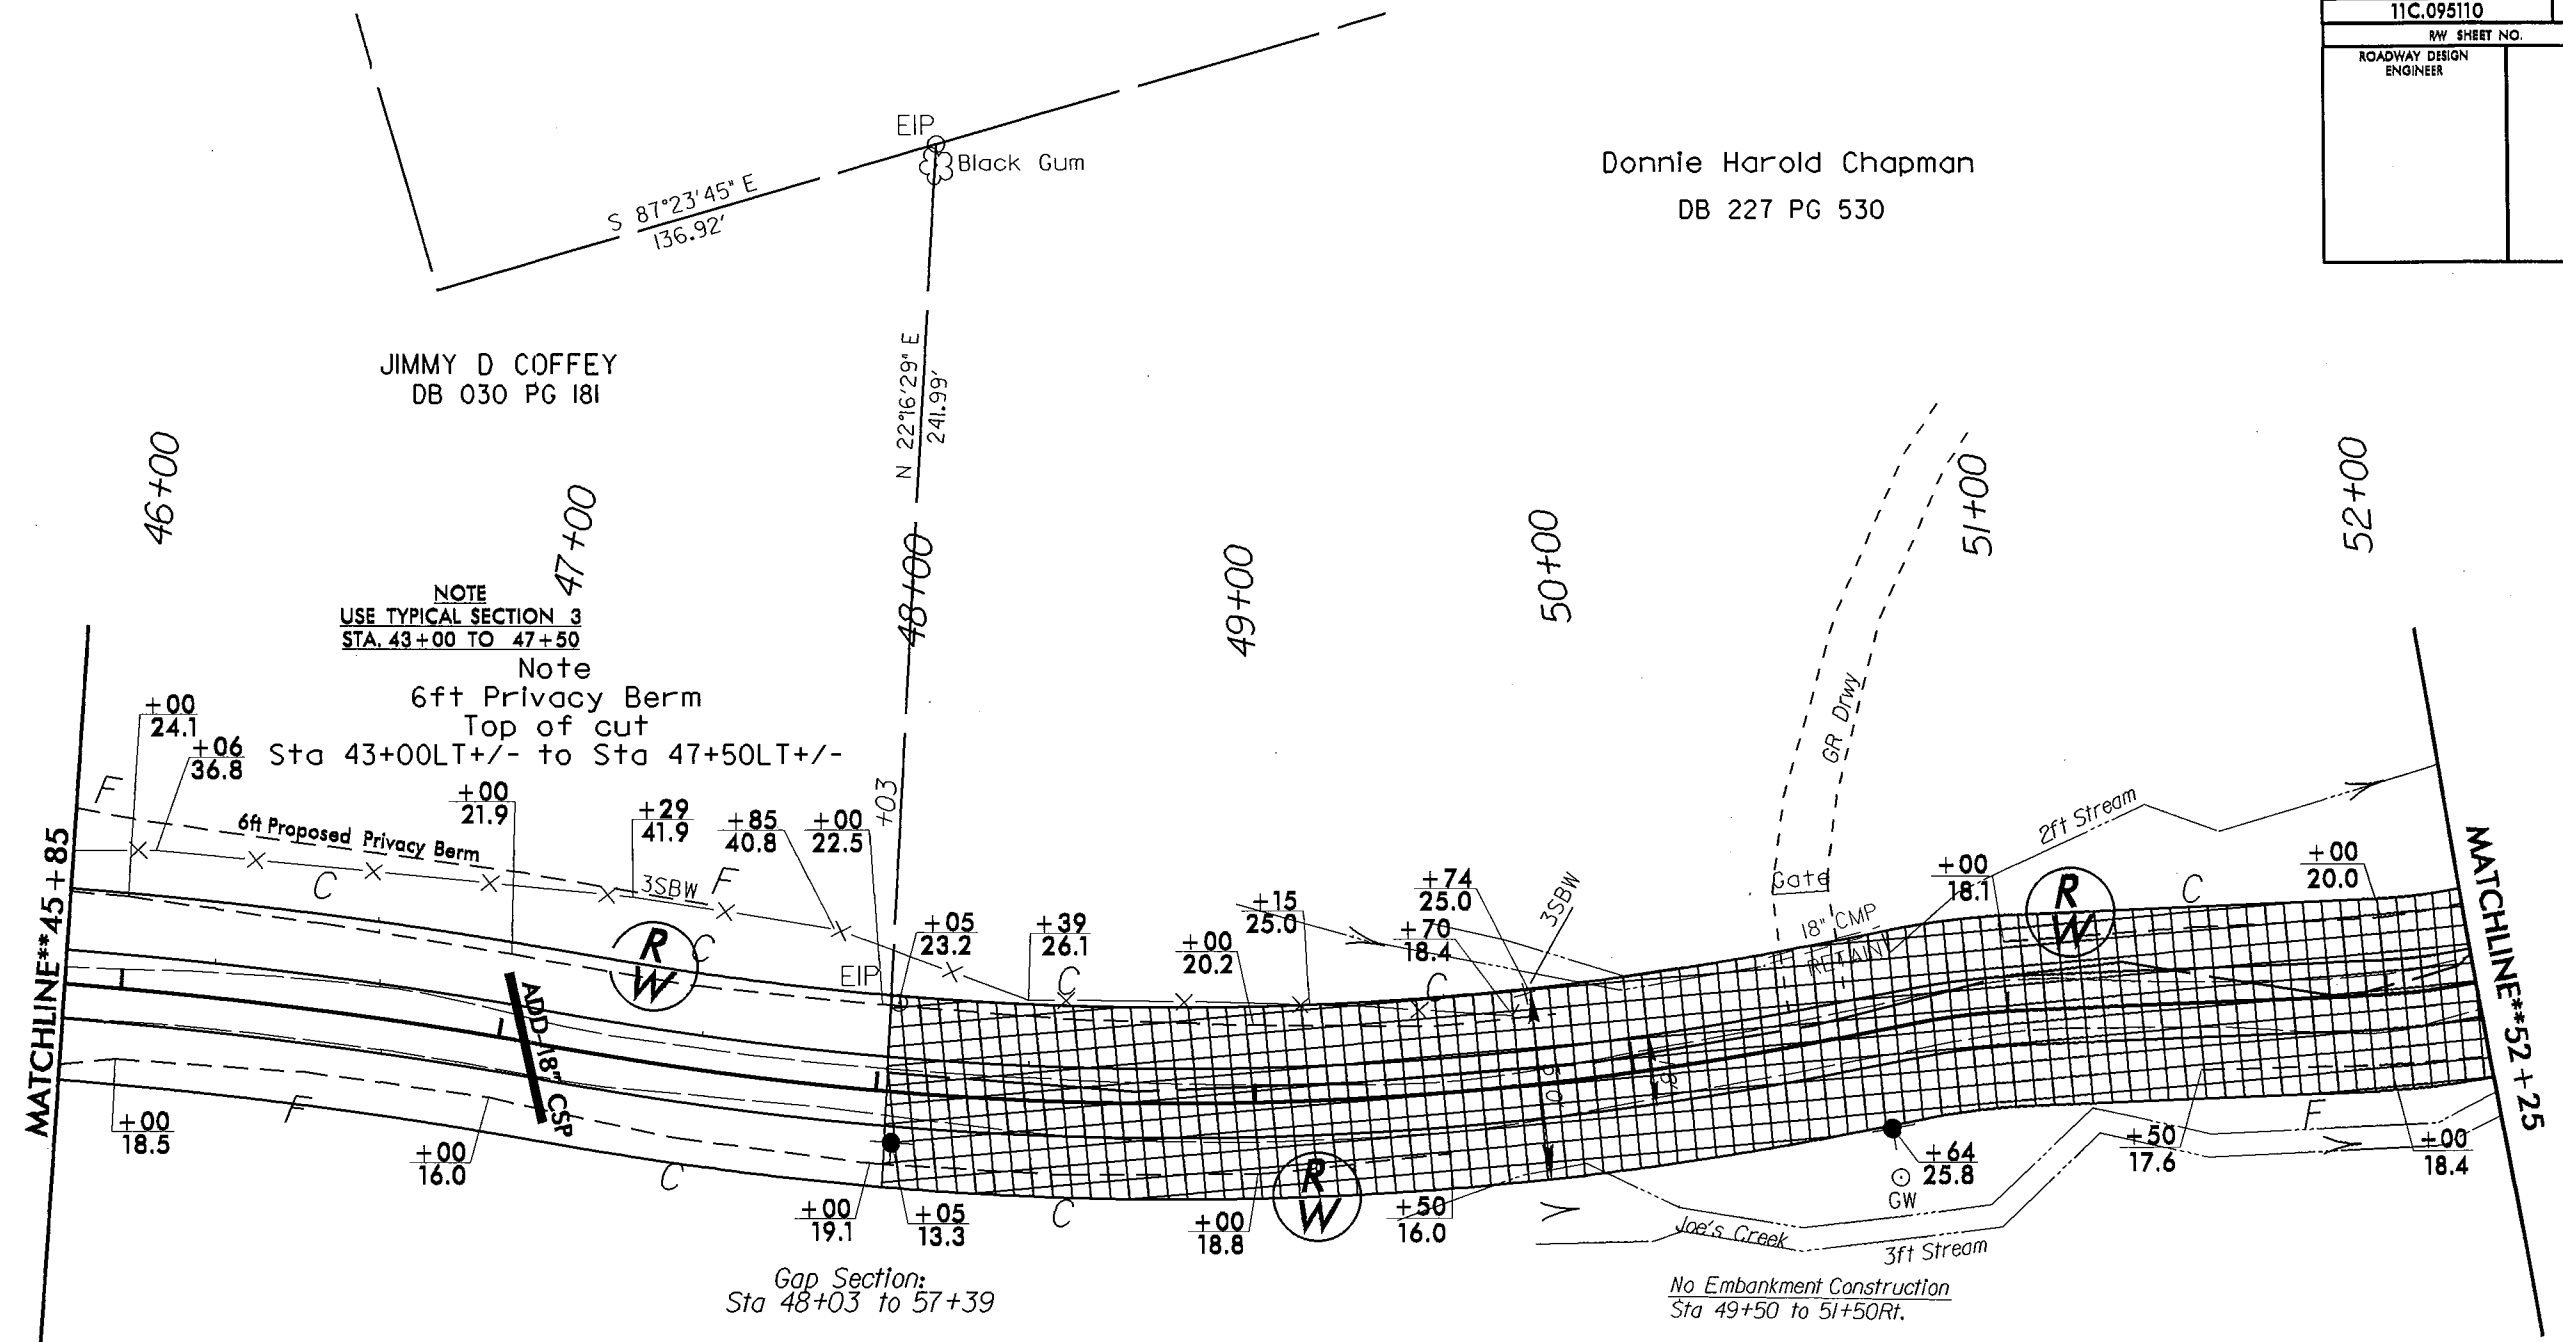 11C.095110
R/W SHEET NO.
ROADWAY DESIGN
ENGINEER
EIP
Black Gum
S 87°23'45" E
136.92'
Donnie Harold Chapman
DB 227 PG 530
JIMMY D COFFEY
DB 030 PG 181
N 22°16'29" E
241.99'
46+00
47+00
48+00
49+00
50+00
51+00
52+00
NOTE
USE TYPICAL SECTION 3
STA. 43+00 TO 47+50
Note
6ft Privacy Berm
Top of cut
Sta 43+00LT+/- to Sta 47+50LT+/-
+00
24.1
+06
36.8
F
6ft Proposed Privacy Berm
C
+00
21.9
+29
41.9
3SBW
F
+85
40.8
+00
22.5
+03
EIP
+05
23.2
+39
26.1
C
+00
20.2
+15
25.0
+74
25.0
+70
18.4
C
3SBW
Gate
GR Drwy
18" CMP
RETAIN
+00
18.1
2ft Stream
R
W
C
+00
20.0
MATCHLINE**45+85
MATCHLINE**52+25
R
W
C
ADD-18" CSP
+00
18.5
F
+00
16.0
C
+00
19.1
+05
13.3
C
+00
18.8
R
W
+50
16.0
Joe's Creek
3ft Stream
+64
25.8
GW
+50
17.6
F
+00
18.4
Gap Section:
Sta 48+03 to 57+39
No Embankment Construction
Sta 49+50 to 51+50Rt.